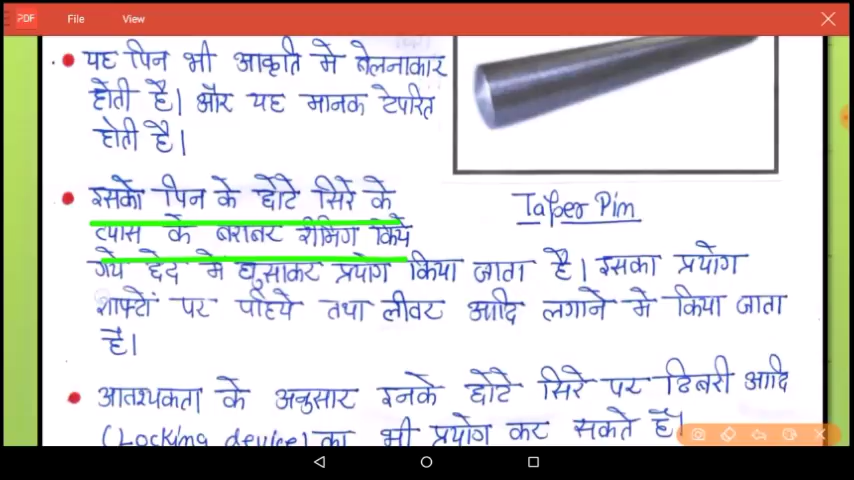 PDF File View
यह पिन भी आकृति में बेलनाकार
होती है। और यह मानक टेपरित
होती है।
इसको पिन के छोटे सिरे के
व्यास के बराबर रीमिंग किये
गये छेद में घुसाकर प्रयोग किया जाता है। इसका प्रयोग
शाफ्टों पर पहिये तथा लीवर आदि लगाने में किया जाता
है।
Taper Pin
आवश्यकता के अनुसार इनके छोटे सिरे पर ढिबरी आदि
(Locking device) का भी प्रयोग कर सकते हैं।